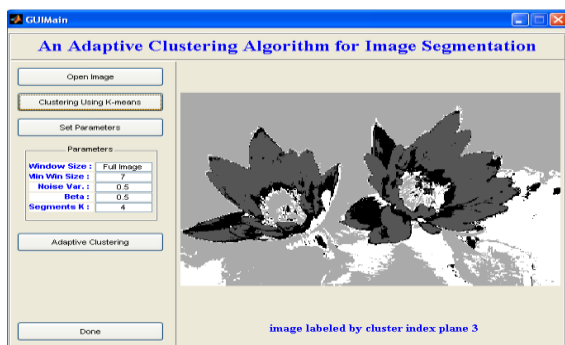 GUIMain
An Adaptive Clustering Algorithm for Image Segmentation
Open Image
Clustering Using K-means
Set Parameters
Parameters
Window Size : Full Image
Min Win Size : 7
Noise Var. : 0.5
Beta : 0.5
Segments K : 4
Adaptive Clustering
Done
image labeled by cluster index plane 3